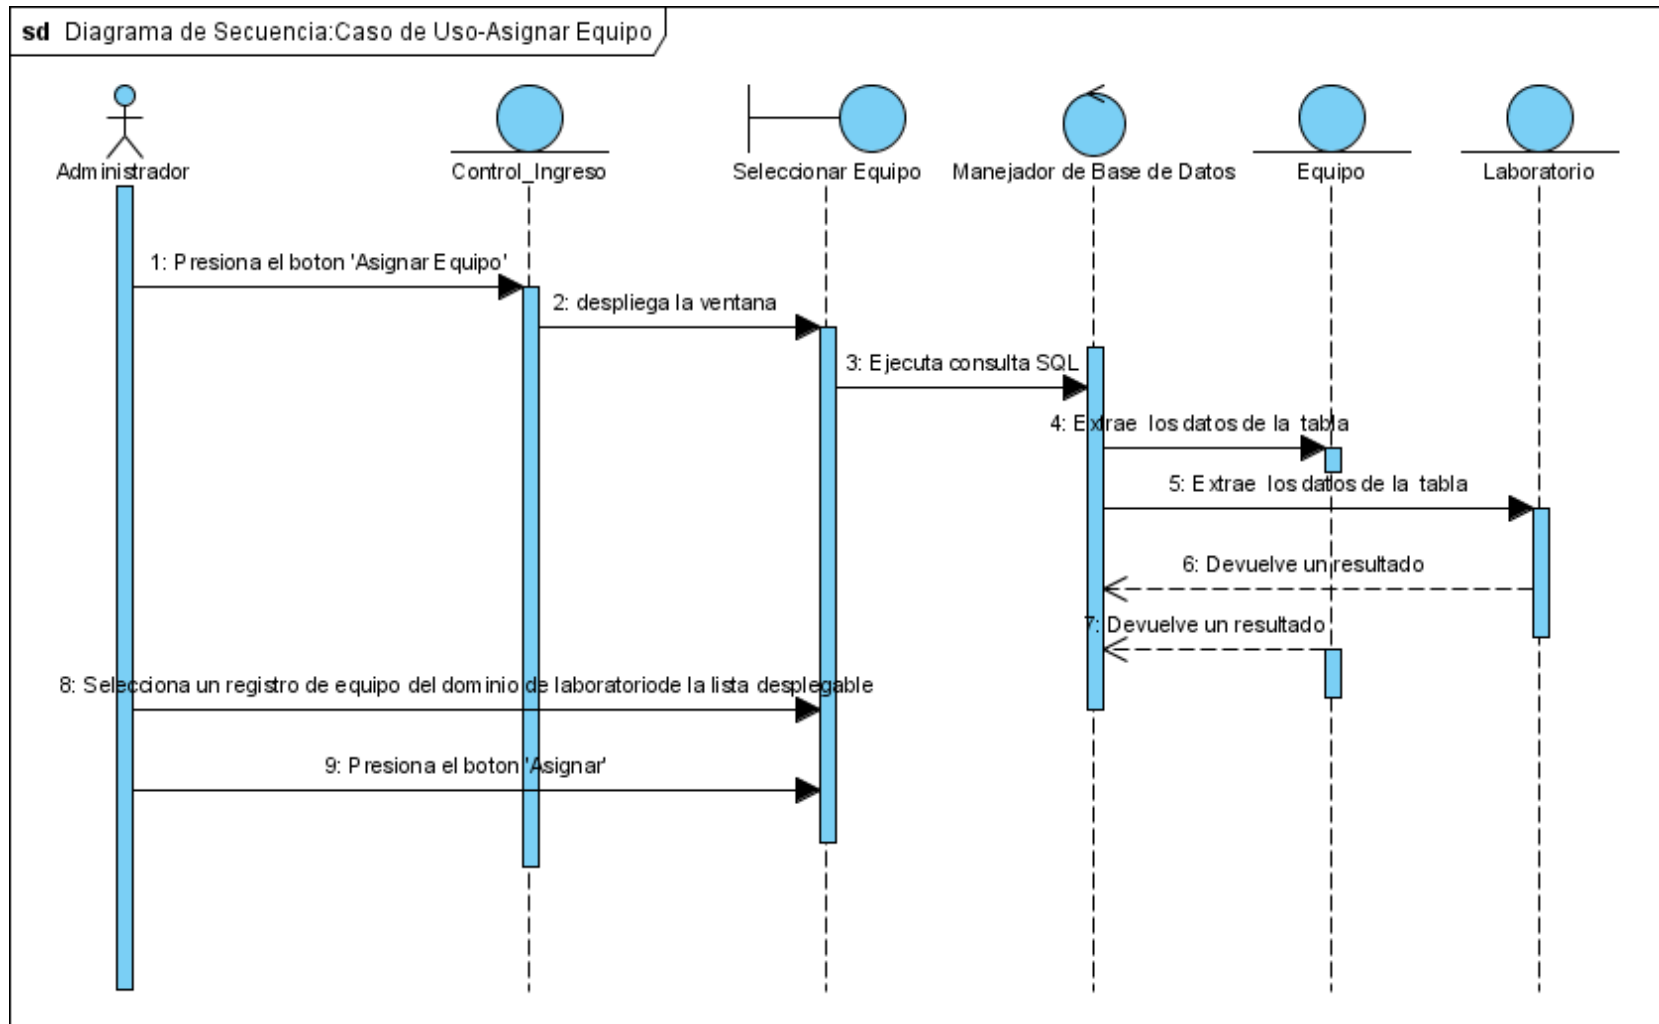 sd Diagrama de Secuencia:Caso de Uso-Asignar Equipo
Administrador
Control_Ingreso
Seleccionar Equipo
Manejador de Base de Datos
Equipo
Laboratorio
1: Presiona el boton 'Asignar Equipo'
2: despliega la ventana
3: Ejecuta consulta SQL
4: Extrae los datos de la tabla
5: Extrae los datos de la tabla
6: Devuelve un resultado
7: Devuelve un resultado
8: Selecciona un registro de equipo del dominio de laboratoriode la lista desplegable
9: Presiona el boton 'Asignar'